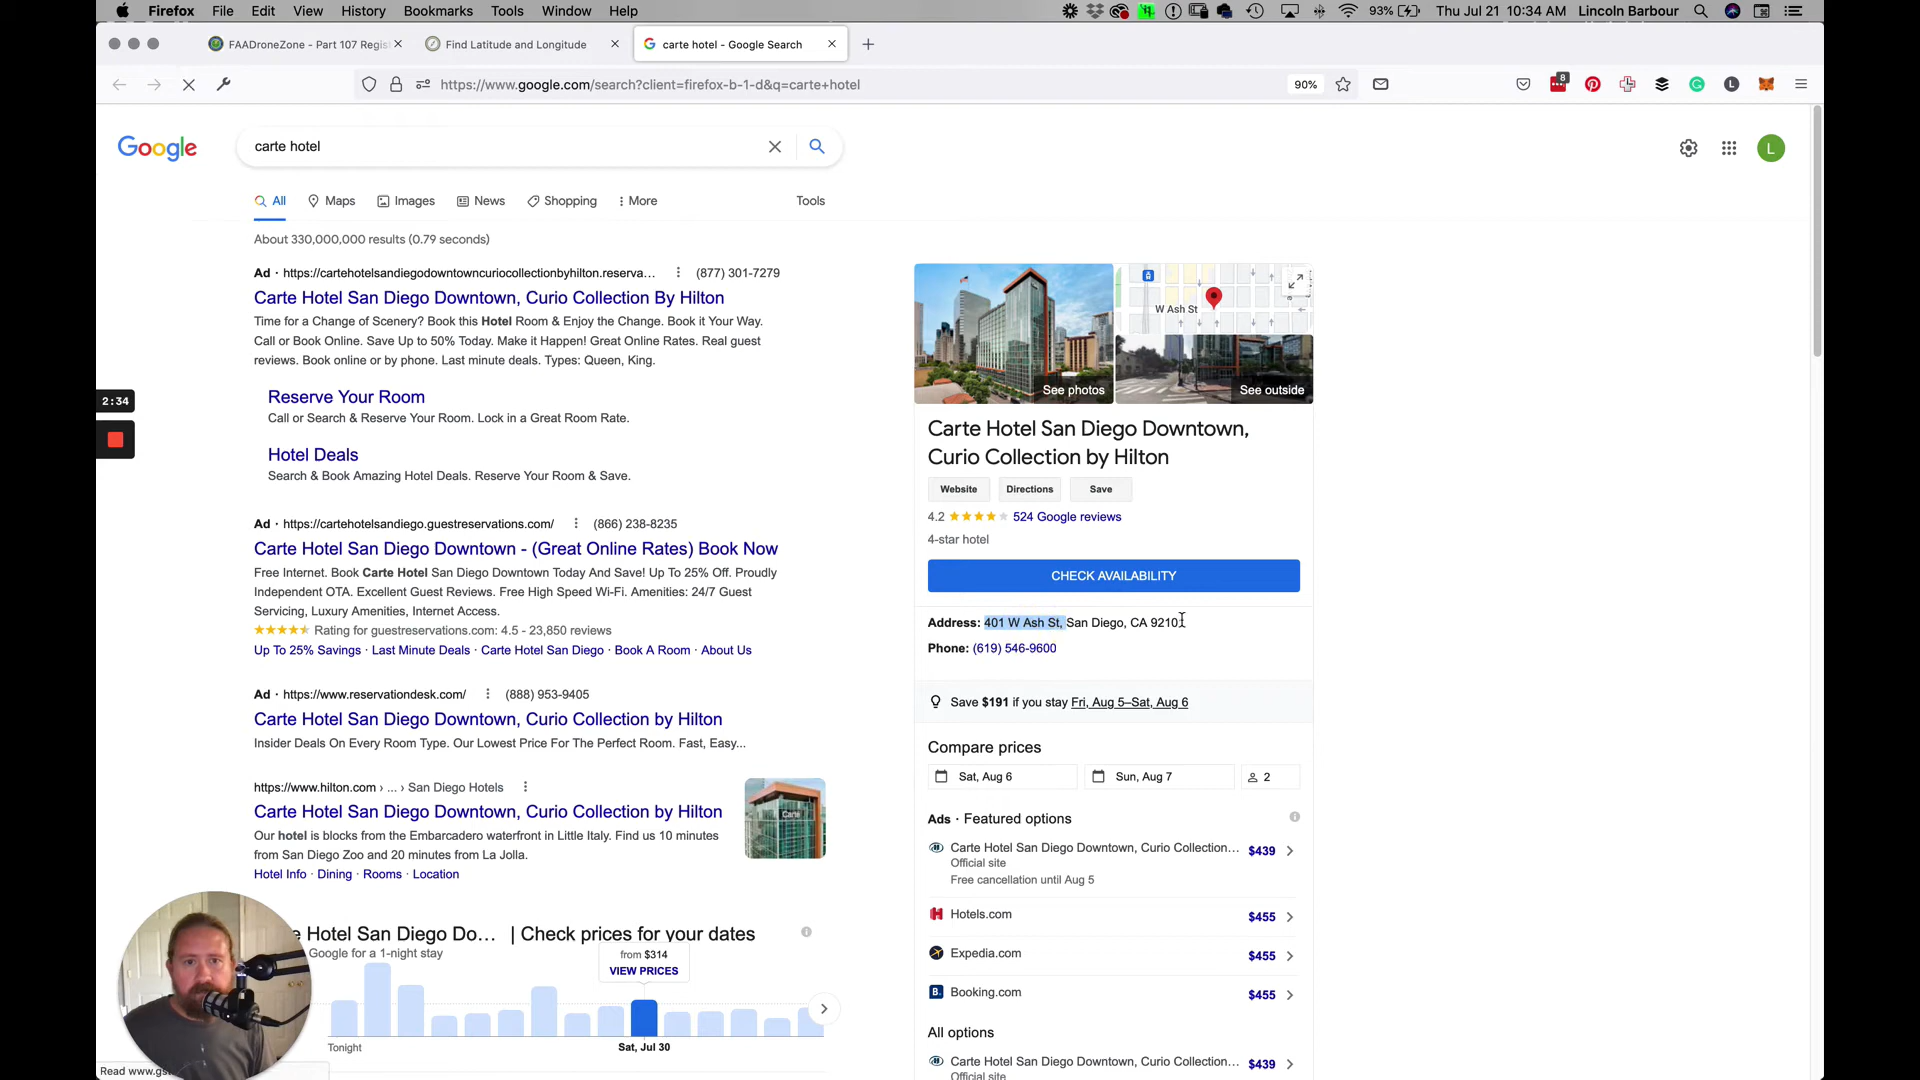 Firefox File Edit View History Bookmarks Tools Window Help 93% Thu Jul 21 10:34 AM Lincoln Barbour
FAADroneZone - Part 107 Regis Find Latitude and Longitude carte hotel - Google Search
https://www.google.com/search?client=firefox-b-1-d&q=carte+hotel 90% 8 L
Google carte hotel L
All Maps Images News Shopping More Tools
About 330,000,000 results (0.79 seconds)
Ad · https://cartehotelsandiegodowntowncuriocollectionbyhilton.reserva... (877) 301-7279
Carte Hotel San Diego Downtown, Curio Collection By Hilton
Time for a Change of Scenery? Book this Hotel Room & Enjoy the Change. Book it Your Way.
Call or Book Online. Save Up to 50% Today. Make it Happen! Great Online Rates. Real guest
reviews. Book online or by phone. Last minute deals. Types: Queen, King.
Reserve Your Room
Call or Search & Reserve Your Room. Lock in a Great Room Rate.
Hotel Deals
Search & Book Amazing Hotel Deals. Reserve Your Room & Save.
Ad · https://cartehotelsandiego.guestreservations.com/ (866) 238-8235
Carte Hotel San Diego Downtown - (Great Online Rates) Book Now
Free Internet. Book Carte Hotel San Diego Downtown Today And Save! Up To 25% Off. Proudly
Independent OTA. Excellent Guest Reviews. Free High Speed Wi-Fi. Amenities: 24/7 Guest
Servicing, Luxury Amenities, Internet Access.
Rating for guestreservations.com: 4.5 - 23,850 reviews
Up To 25% Savings · Last Minute Deals · Carte Hotel San Diego · Book A Room · About Us
Ad · https://www.reservationdesk.com/ (888) 953-9405
Carte Hotel San Diego Downtown, Curio Collection by Hilton
Insider Deals On Every Room Type. Our Lowest Price For The Perfect Room. Fast, Easy...
https://www.hilton.com › ... › San Diego Hotels
Carte Hotel San Diego Downtown, Curio Collection by Hilton
Our hotel is blocks from the Embarcadero waterfront in Little Italy. Find us 10 minutes
from San Diego Zoo and 20 minutes from La Jolla.
Hotel Info · Dining · Rooms · Location
Carte
Hotel San Diego Do... | Check prices for your dates
Google for a 1-night stay
from $314
VIEW PRICES
Tonight Sat, Jul 30
2:34
W Ash St
See photos
See outside
Carte Hotel San Diego Downtown,
Curio Collection by Hilton
Website Directions Save
4.2 524 Google reviews
4-star hotel
CHECK AVAILABILITY
Address: 401 W Ash St, San Diego, CA 92101
Phone: (619) 546-9600
Save $191 if you stay Fri, Aug 5–Sat, Aug 6
Compare prices
Sat, Aug 6 Sun, Aug 7 2
Ads · Featured options
Carte Hotel San Diego Downtown, Curio Collection... $439
Official site
Free cancellation until Aug 5
Hotels.com $455
Expedia.com $455
B. Booking.com $455
All options
Carte Hotel San Diego Downtown, Curio Collection... $439
Official site